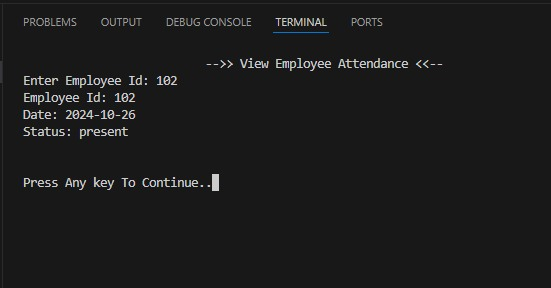 PROBLEMS OUTPUT DEBUG CONSOLE TERMINAL PORTS
-->> View Employee Attendance <<--
Enter Employee Id: 102
Employee Id: 102
Date: 2024-10-26
Status: present
Press Any key To Continue..